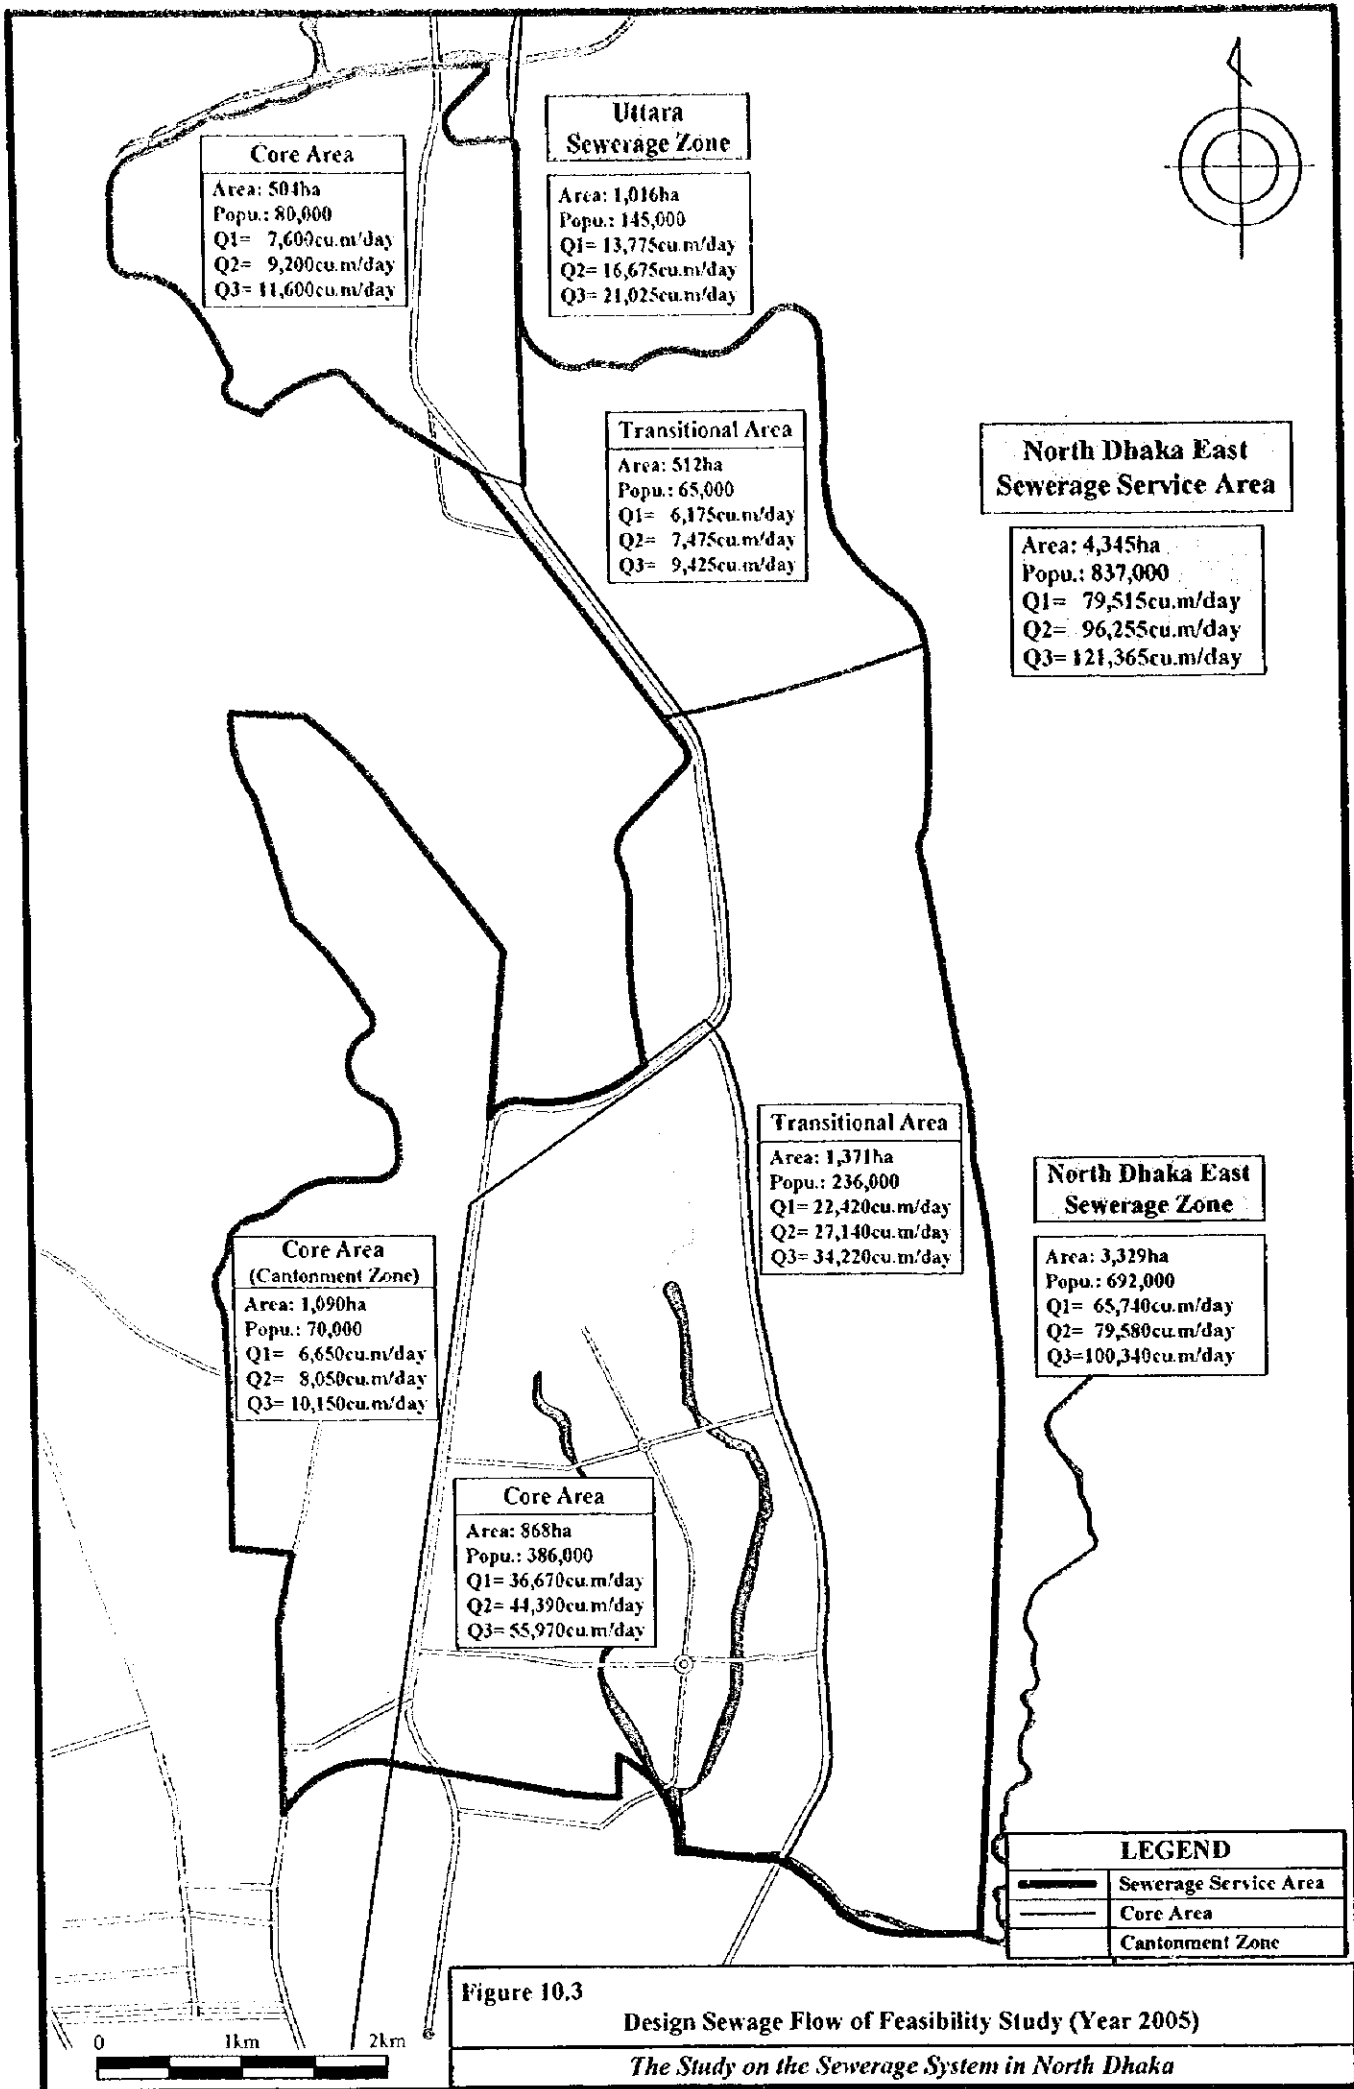 Uttara
Sewerage Zone
Area: 1,016ha
Popu.: 145,000
Q1= 13,775cu.m/day
Q2= 16,675cu.m/day
Q3= 21,025cu.m/day
Core Area
Area: 504ha
Popu.: 80,000
Q1= 7,600cu.m/day
Q2= 9,200cu.m/day
Q3= 11,600cu.m/day
Transitional Area
Area: 512ha
Popu.: 65,000
Q1= 6,175cu.m/day
Q2= 7,475cu.m/day
Q3= 9,425cu.m/day
North Dhaka East
Sewerage Service Area
Area: 4,345ha
Popu.: 837,000
Q1= 79,515cu.m/day
Q2= 96,255cu.m/day
Q3= 121,365cu.m/day
Transitional Area
Area: 1,371ha
Popu.: 236,000
Q1= 22,420cu.m/day
Q2= 27,140cu.m/day
Q3= 34,220cu.m/day
North Dhaka East
Sewerage Zone
Area: 3,329ha
Popu.: 692,000
Q1= 65,740cu.m/day
Q2= 79,580cu.m/day
Q3=100,340cu.m/day
Core Area
(Cantonment Zone)
Area: 1,090ha
Popu.: 70,000
Q1= 6,650cu.m/day
Q2= 8,050cu.m/day
Q3= 10,150cu.m/day
Core Area
Area: 868ha
Popu.: 386,000
Q1= 36,670cu.m/day
Q2= 44,390cu.m/day
Q3= 55,970cu.m/day
LEGEND
Sewerage Service Area
Core Area
Cantonment Zone
0 1km 2km
Figure 10.3
Design Sewage Flow of Feasibility Study (Year 2005)
The Study on the Sewerage System in North Dhaka